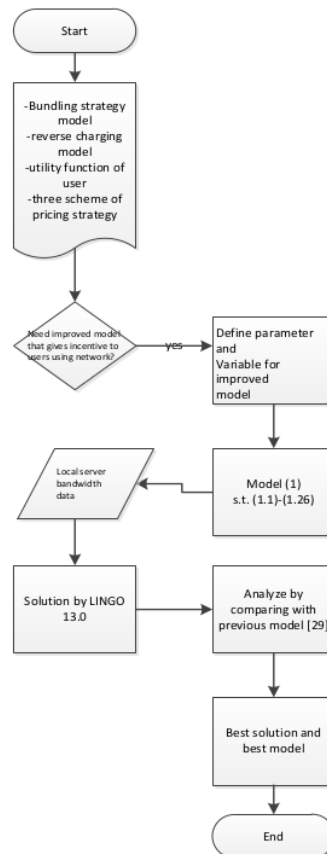 Start
-Bundling strategy
model
-reverse charging
model
-utility function of
user
-three scheme of
pricing strategy
Need improved model
that gives incentive to
users using network?
yes
Define parameter
and
Variable for
improved
model
Local server
bandwidth
data
Model (1)
s.t. (1.1)-(1.26)
Solution by LINGO
13.0
Analyze by
comparing with
previous model [29]
Best solution and
best model
End